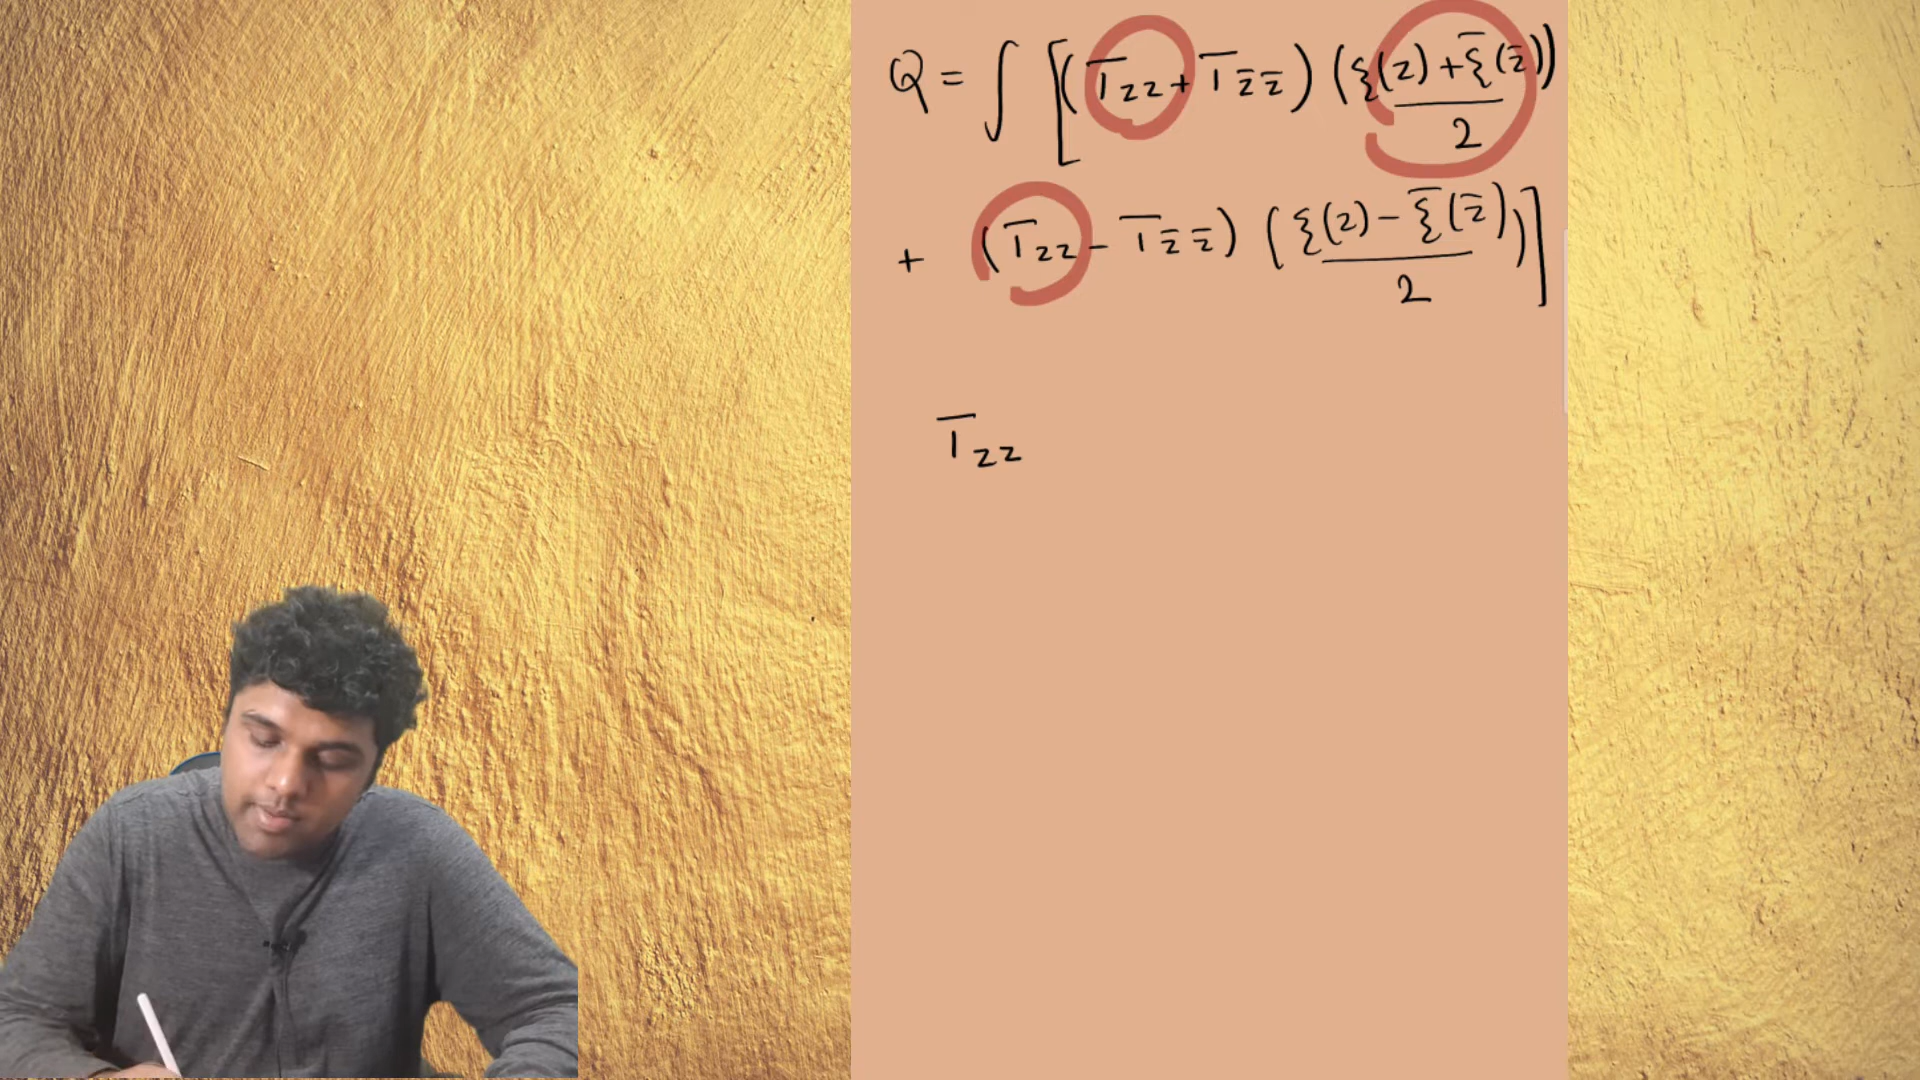 Q = ∫ [(T_zz + T_z̄z̄) (ξ(z) + ξ̄(z̄))/2
+ (T_zz - T_z̄z̄) (ξ(z) - ξ̄(z̄))/2]
T_zz